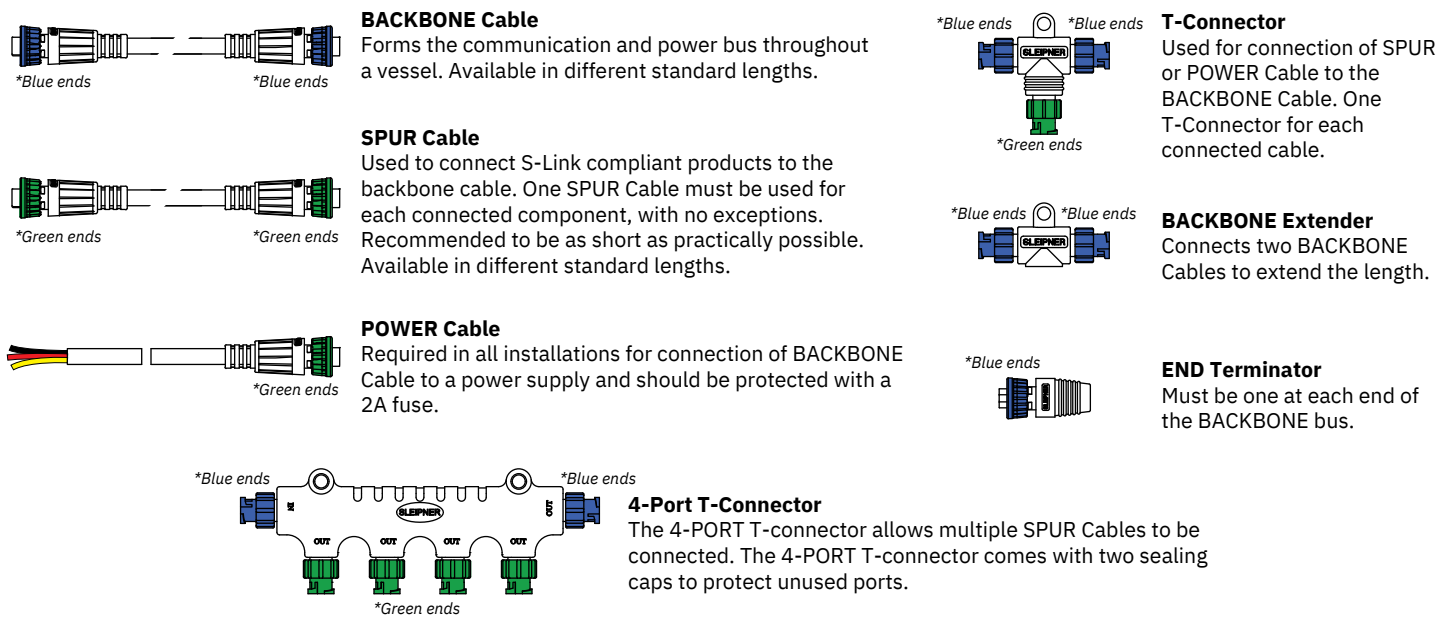 BACKBONE Cable
Forms the communication and power bus throughout
a vessel. Available in different standard lengths.
*Blue ends
*Blue ends
SPUR Cable
Used to connect S-Link compliant products to the
backbone cable. One SPUR Cable must be used for
each connected component, with no exceptions.
Recommended to be as short as practically possible.
Available in different standard lengths.
*Green ends
*Green ends
POWER Cable
Required in all installations for connection of BACKBONE
Cable to a power supply and should be protected with a
2A fuse.
*Green ends
*Blue ends
*Blue ends
SLEIPNER
*Green ends
T-Connector
Used for connection of SPUR
or POWER Cable to the
BACKBONE Cable. One
T-Connector for each
connected cable.
*Blue ends
*Blue ends
SLEIPNER
BACKBONE Extender
Connects two BACKBONE
Cables to extend the length.
*Blue ends
SLEIPNER
END Terminator
Must be one at each end of
the BACKBONE bus.
*Blue ends
*Blue ends
IN
SLEIPNER
OUT
OUT
OUT
OUT
OUT
*Green ends
4-Port T-Connector
The 4-PORT T-connector allows multiple SPUR Cables to be
connected. The 4-PORT T-connector comes with two sealing
caps to protect unused ports.